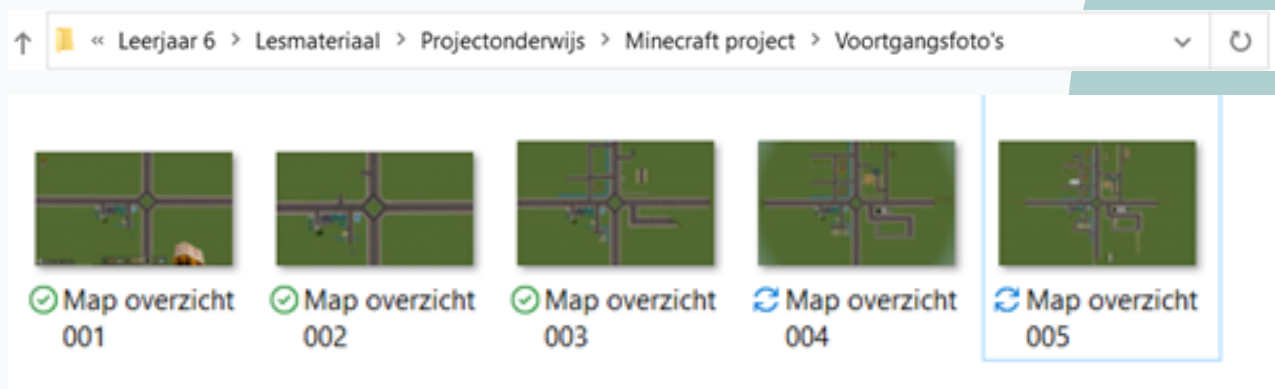 « Leerjaar 6 > Lesmateriaal > Projectonderwijs > Minecraft project > Voortgangsfoto's
Map overzicht
001
Map overzicht
002
Map overzicht
003
Map overzicht
004
Map overzicht
005